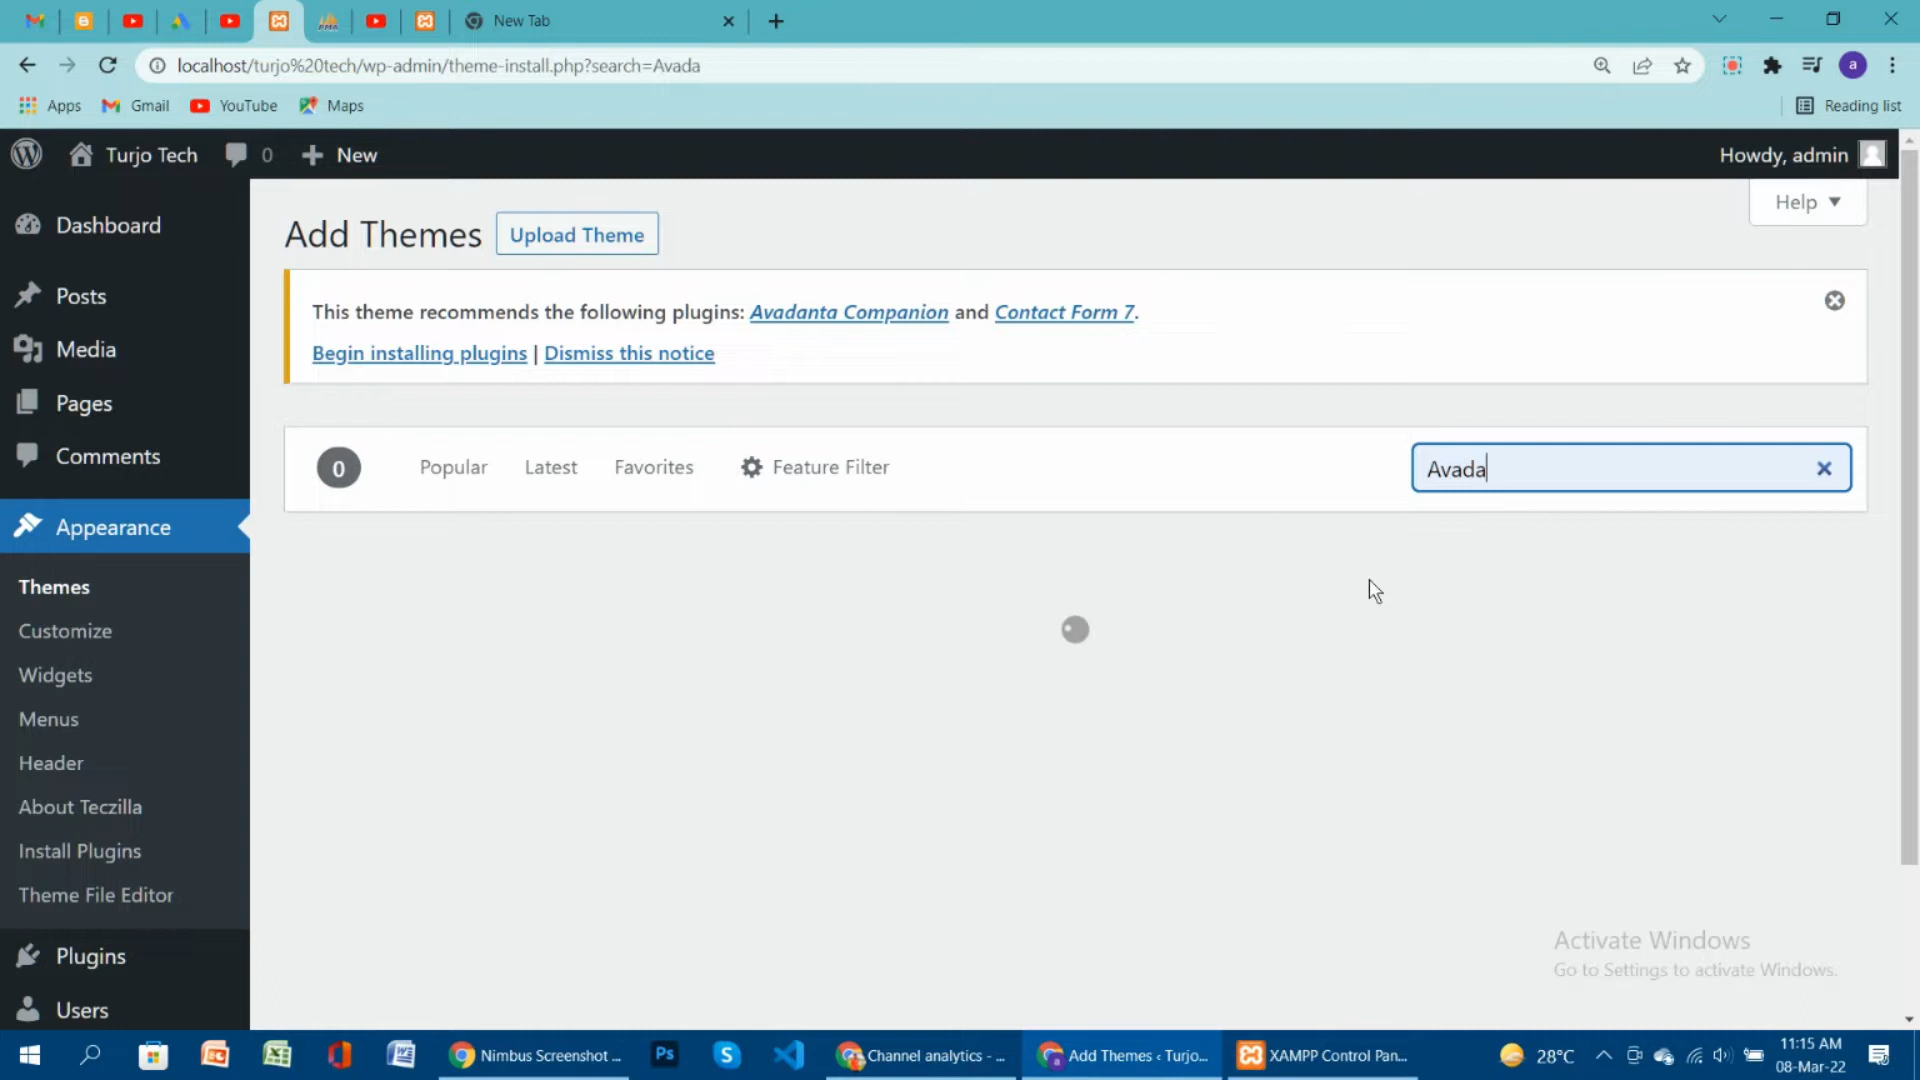 New Tab
localhost/turjo%20tech/wp-admin/theme-install.php?search=Avada
a
Apps
Gmail
YouTube
Maps
Reading list
Turjo Tech
0
New
Howdy, admin
Help
Dashboard
Posts
Media
Pages
Comments
Appearance
Themes
Customize
Widgets
Menus
Header
About Teczilla
Install Plugins
Theme File Editor
Plugins
Users
Add Themes
Upload Theme
This theme recommends the following plugins: Avadanta Companion and Contact Form 7.
Begin installing plugins | Dismiss this notice
0
Popular
Latest
Favorites
Feature Filter
Avada
Activate Windows
Go to Settings to activate Windows.
Nimbus Screenshot ...
Ps
Channel analytics - ...
Add Themes ‹ Turjo...
XAMPP Control Pan...
28°C
11:15 AM
08-Mar-22